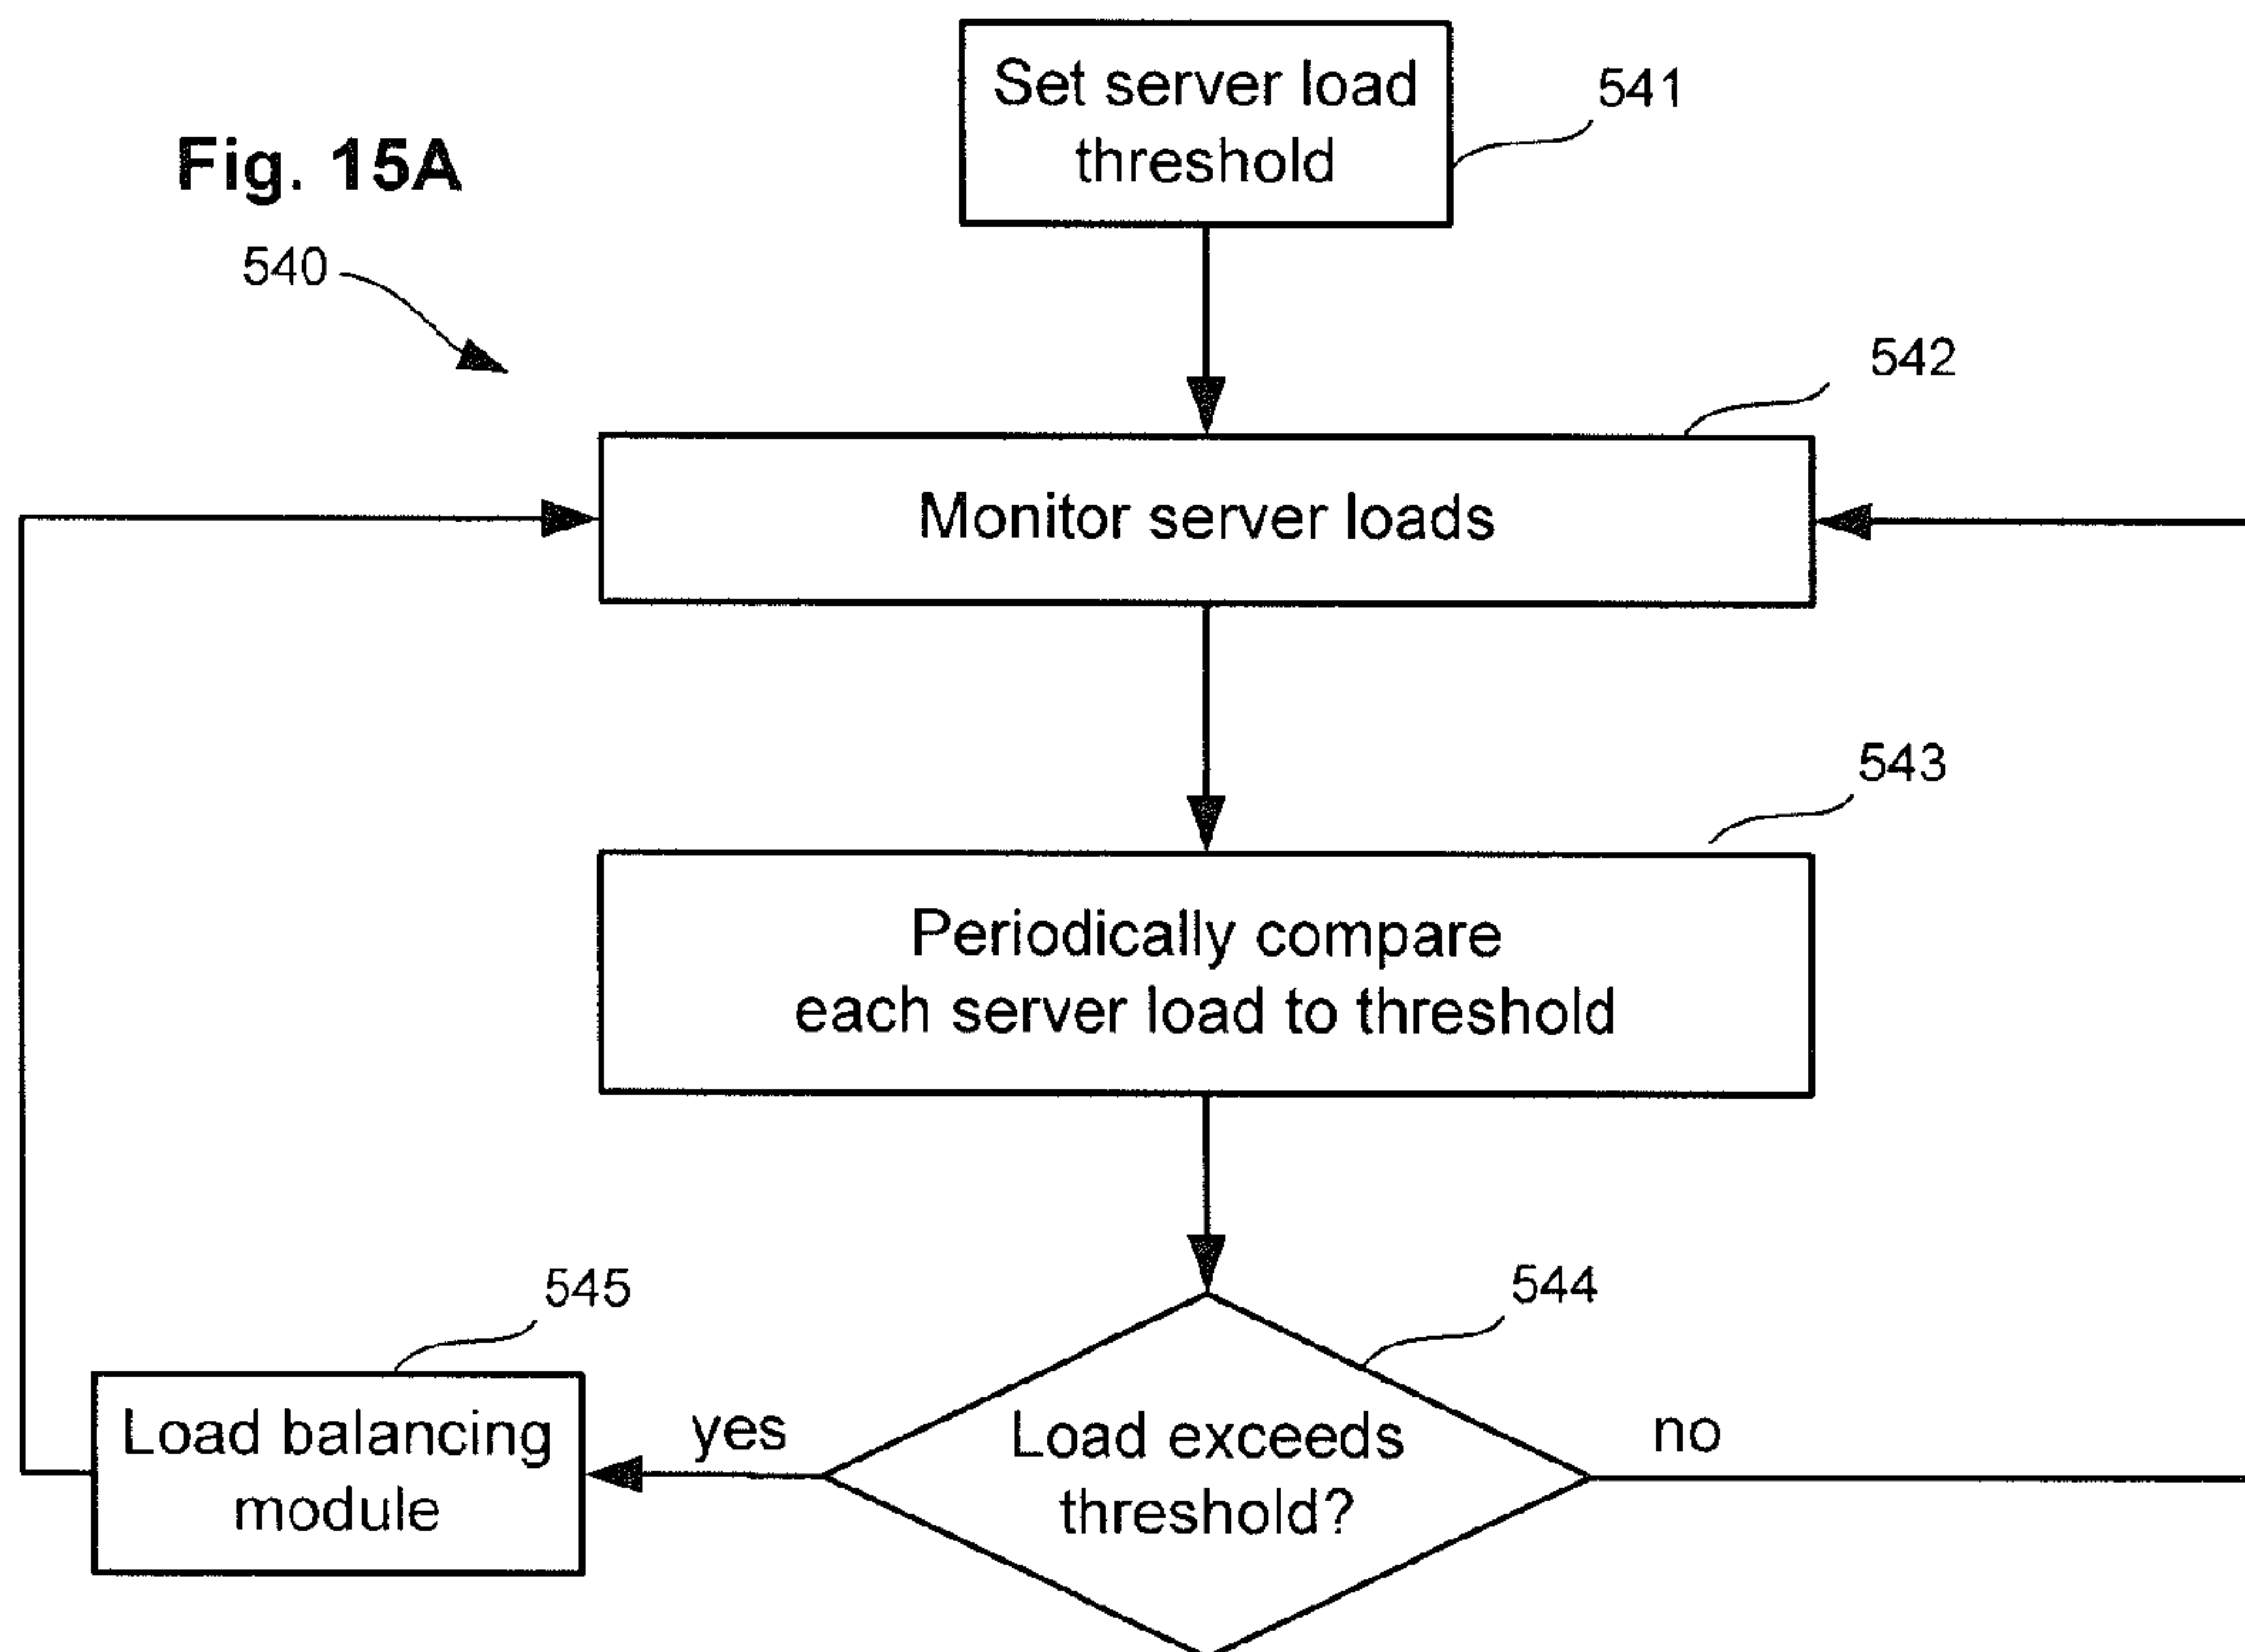 Set server load
threshold
541
Fig. 15A
540
542
Monitor server loads
543
Periodically compare
each server load to threshold
545
544
Load balancing
module
yes
Load exceeds
threshold?
no